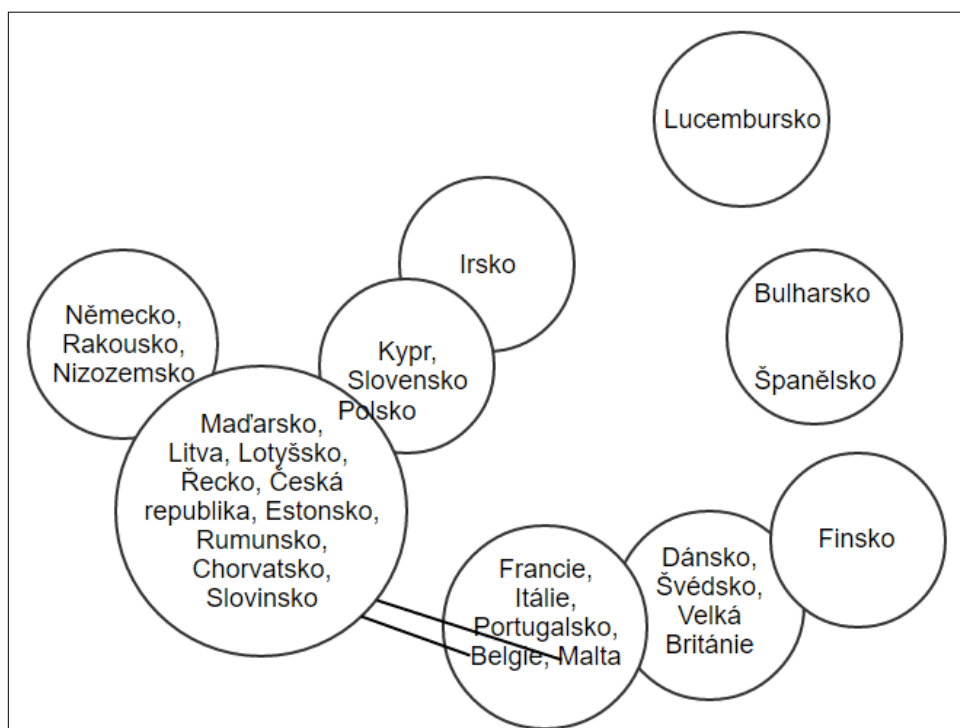 Lucembursko
Irsko
Bulharsko
Španělsko
Německo,
Rakousko,
Nizozemsko
Kypr,
Slovensko
Polsko
Maďarsko,
Litva, Lotyšsko,
Řecko, Česká
republika, Estonsko,
Rumunsko,
Chorvatsko,
Slovinsko
Francie,
Itálie,
Portugalsko,
Belgie, Malta
Dánsko,
Švédsko,
Velká
Británie
Finsko